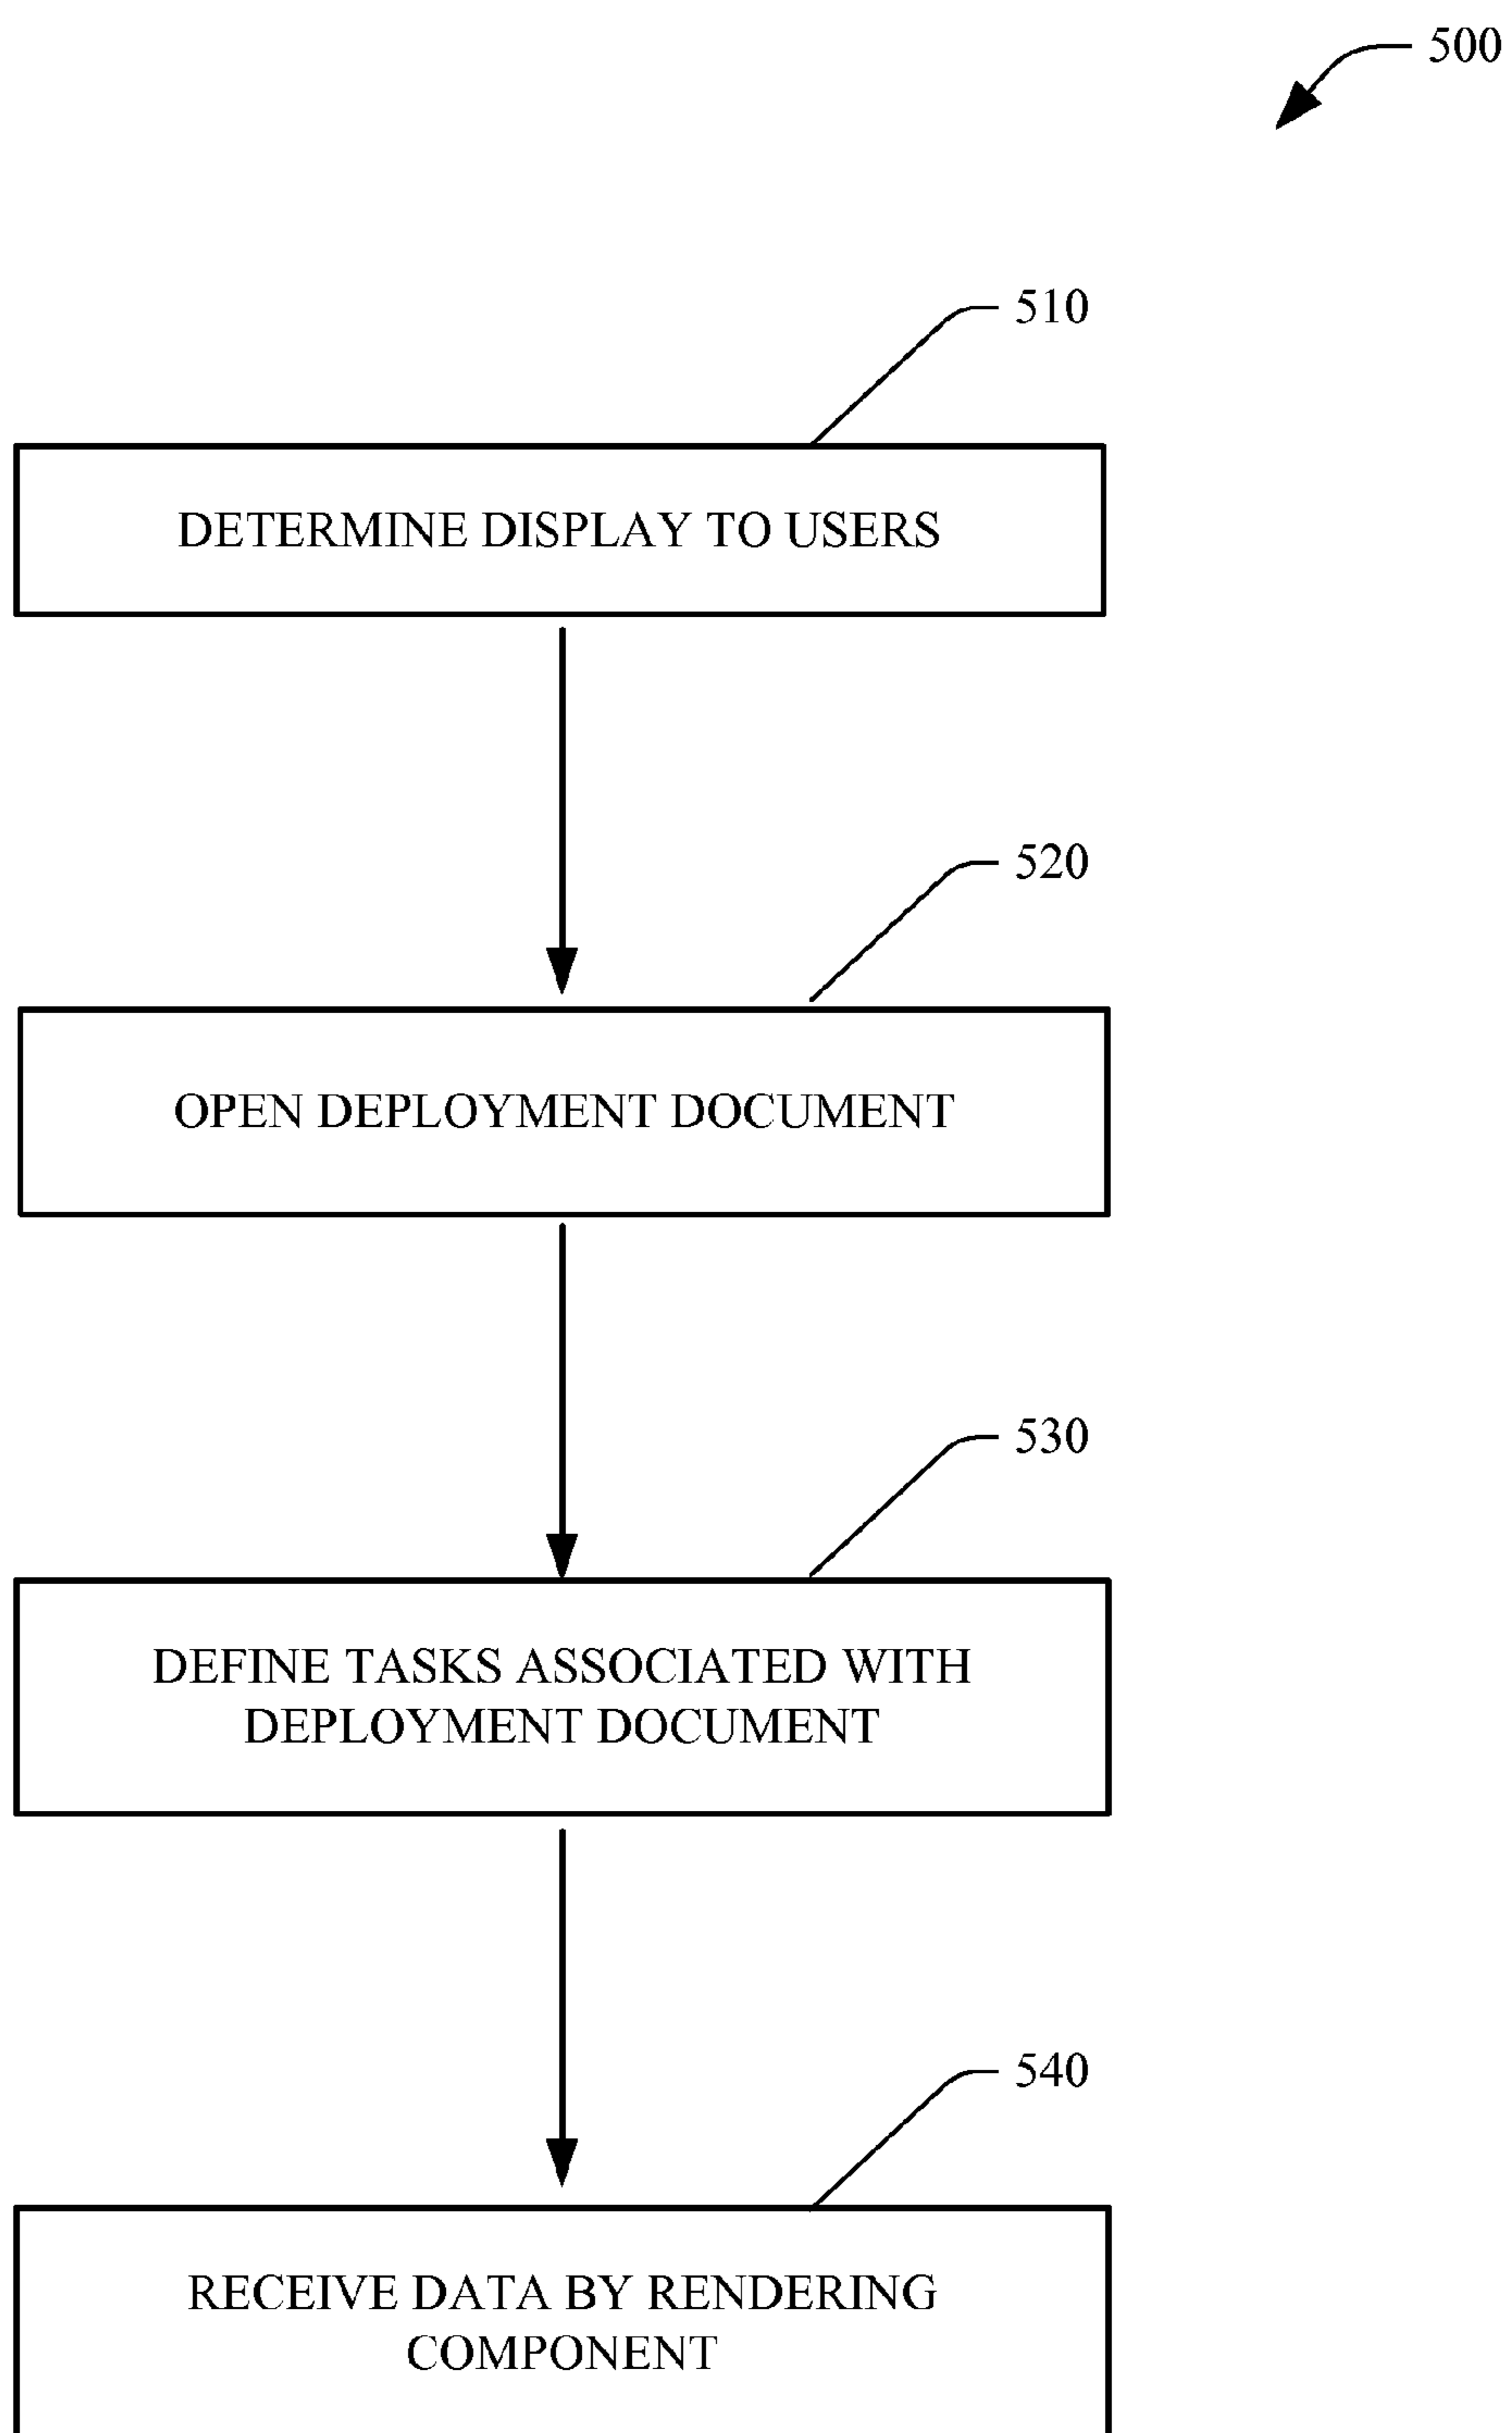 500
510
DETERMINE DISPLAY TO USERS
520
OPEN DEPLOYMENT DOCUMENT
530
DEFINE TASKS ASSOCIATED WITH
DEPLOYMENT DOCUMENT
540
RECEIVE DATA BY RENDERING
COMPONENT